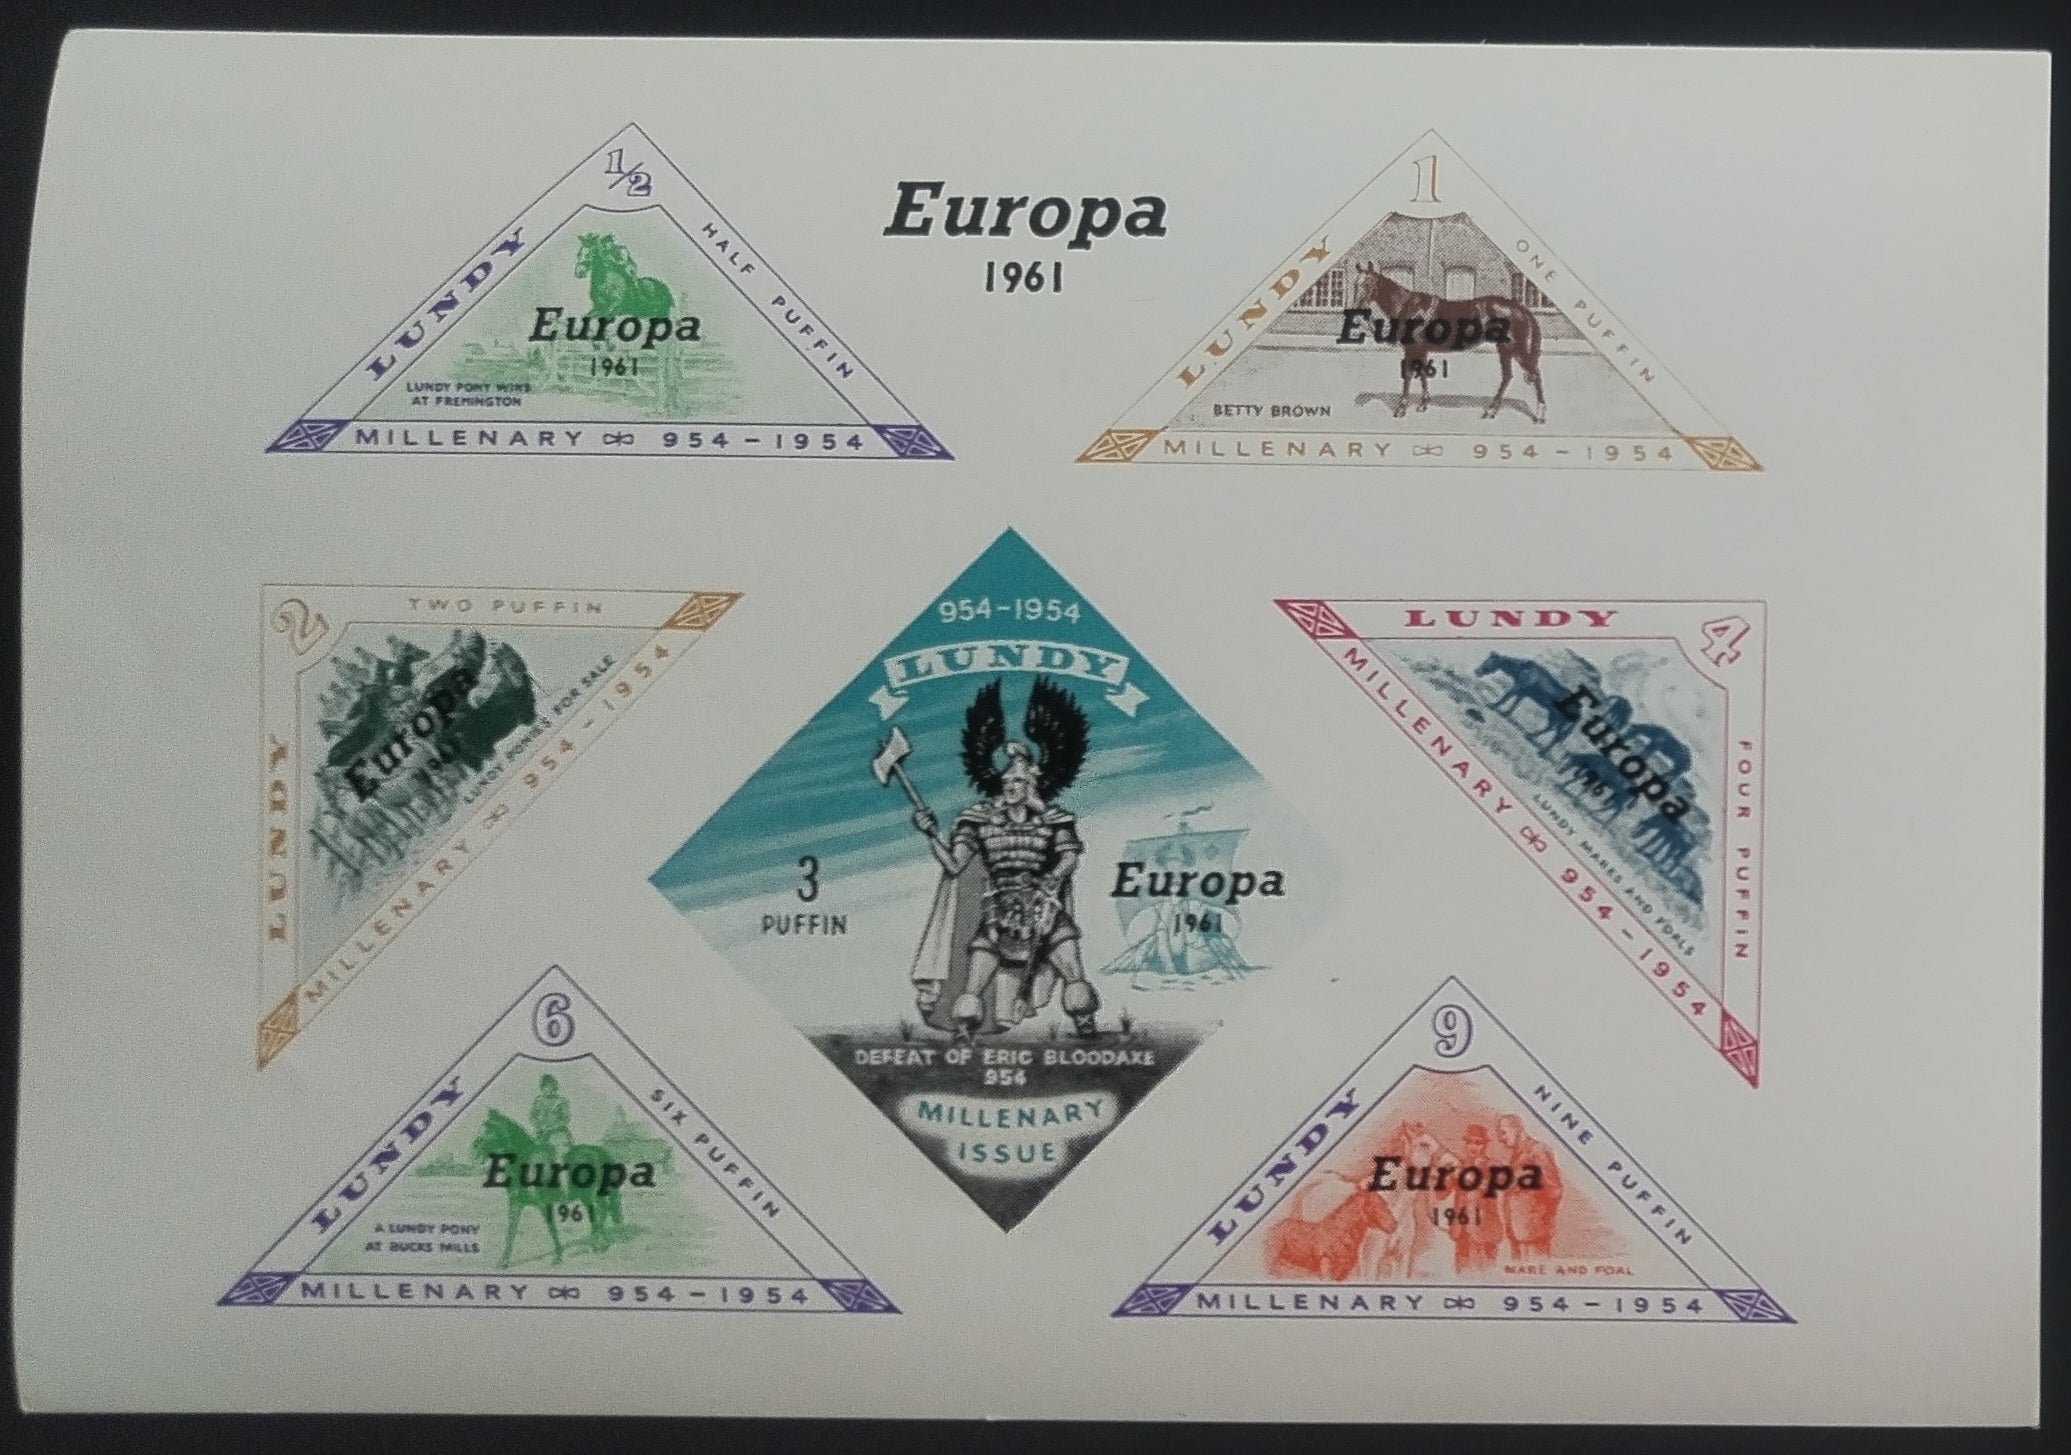 Europa
1961
1/2
LUNDY
HALF PUFFIN
Europa
1961
LUNDY PONY WINS
AT FREMINGTON
MILLENARY 954-1954
1
LUNDY
ONE PUFFIN
Europa
1961
BETTY BROWN
MILLENARY 954-1954
2
TWO PUFFIN
LUNDY
Europa
1961
LUNDY PONIES FOR SALE
MILLENARY 954-1954
954-1954
LUNDY
3
PUFFIN
Europa
1961
DEFEAT OF ERIC BLOODAXE
954
MILLENARY
ISSUE
LUNDY
4
FOUR PUFFIN
Europa
1961
LUNDY MARES AND FOALS
MILLENARY 954-1954
6
LUNDY
SIX PUFFIN
Europa
1961
A LUNDY PONY
AT BUCKS MILLS
MILLENARY 954-1954
9
LUNDY
NINE PUFFIN
Europa
1961
MARE AND FOAL
MILLENARY 954-1954